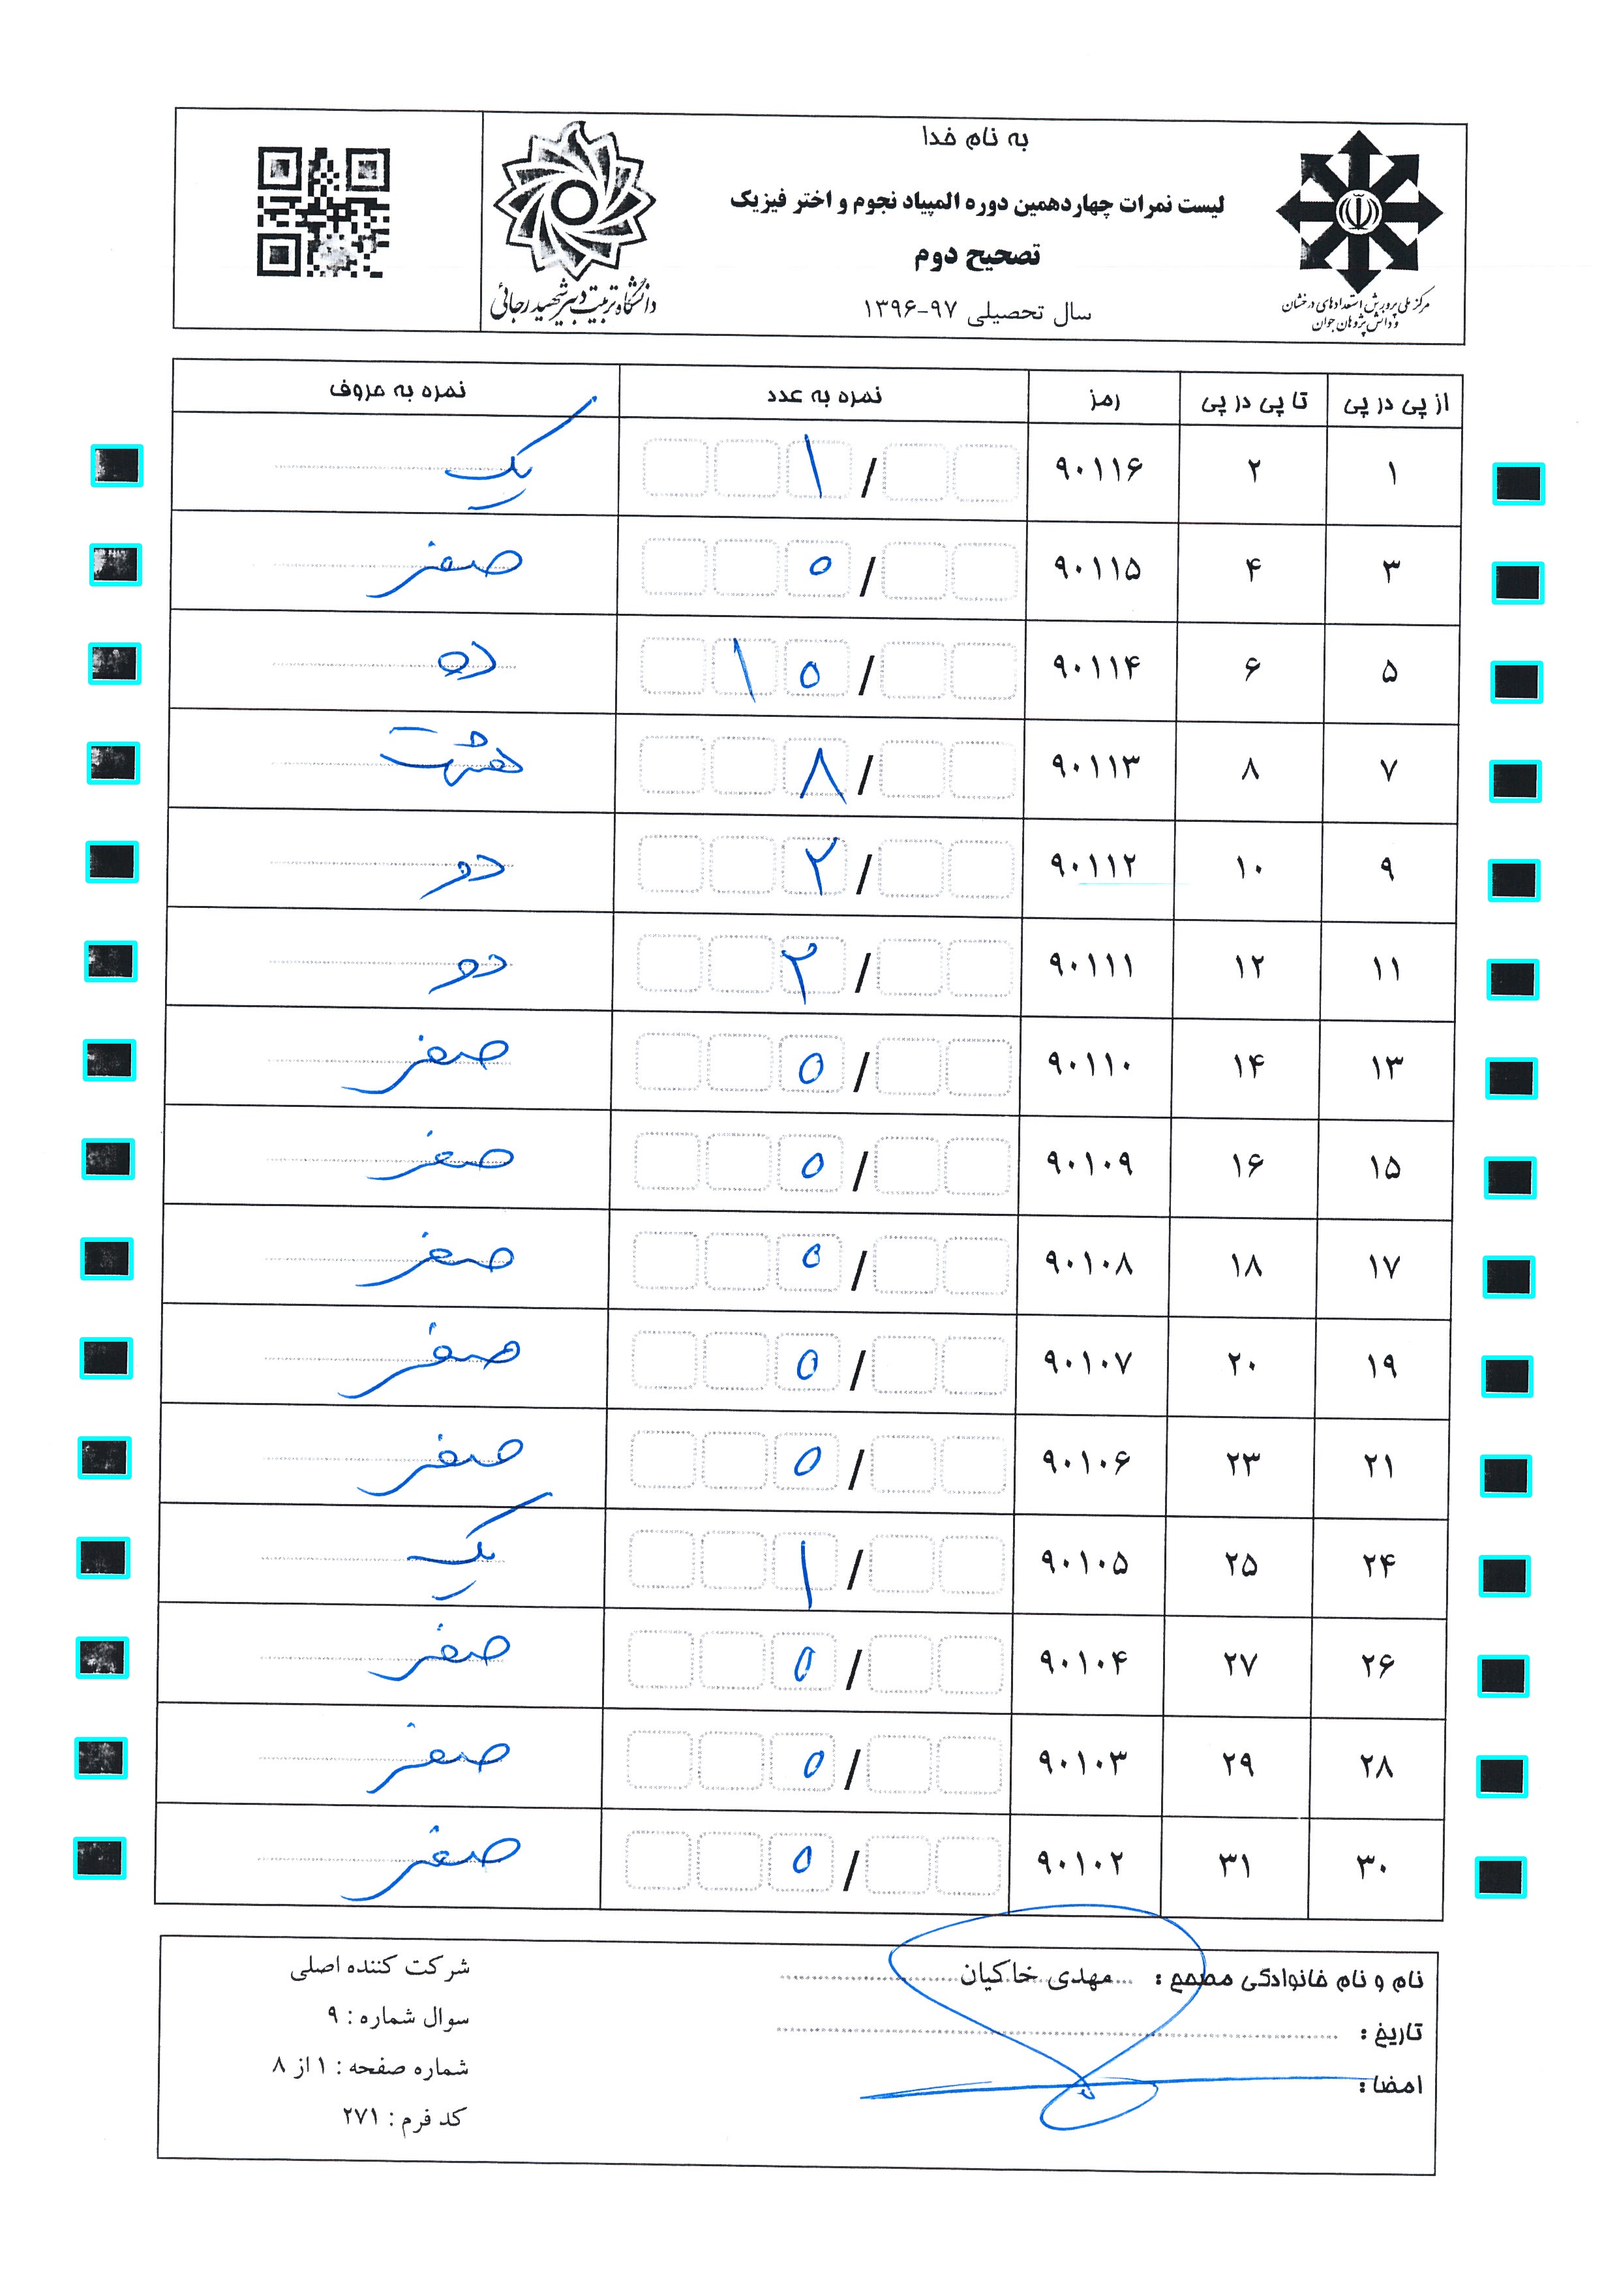 به نام خدا
لیست نمرات چهاردهمین دوره المپیاد نجوم و اختر فیزیک
تصحیح دوم
سال تحصیلی ۹۷-۱۳۹۶
مرکز ملی پرورش استعدادهای درخشان
و دانش پژوهان جوان
دانشگاه تربیت دبیر شهید رجائی
از پی در پی تا پی در پی رمز نمره به عدد نمره به حروف
۱ ۲ ۹۰۱۱۶ ۱/ یک
۳ ۴ ۹۰۱۱۵ ۰/ صفر
۵ ۶ ۹۰۱۱۴ ۱۰/ ده
۷ ۸ ۹۰۱۱۳ ۸/ هشت
۹ ۱۰ ۹۰۱۱۲ ۲/ دو
۱۱ ۱۲ ۹۰۱۱۱ ۲/ دو
۱۳ ۱۴ ۹۰۱۱۰ ۰/ صفر
۱۵ ۱۶ ۹۰۱۰۹ ۰/ صفر
۱۷ ۱۸ ۹۰۱۰۸ ۰/ صفر
۱۹ ۲۰ ۹۰۱۰۷ ۰/ صفر
۲۱ ۲۳ ۹۰۱۰۶ ۰/ صفر
۲۴ ۲۵ ۹۰۱۰۵ ۱/ یک
۲۶ ۲۷ ۹۰۱۰۴ ۰/ صفر
۲۸ ۲۹ ۹۰۱۰۳ ۰/ صفر
۳۰ ۳۱ ۹۰۱۰۲ ۰/ صفر
نام و نام خانوادگی مصحح : مهدی خاکیان
تاریخ :
امضا :
شرکت کننده اصلی
سوال شماره : ۹
شماره صفحه : ۱ از ۸
کد فرم : ۲۷۱